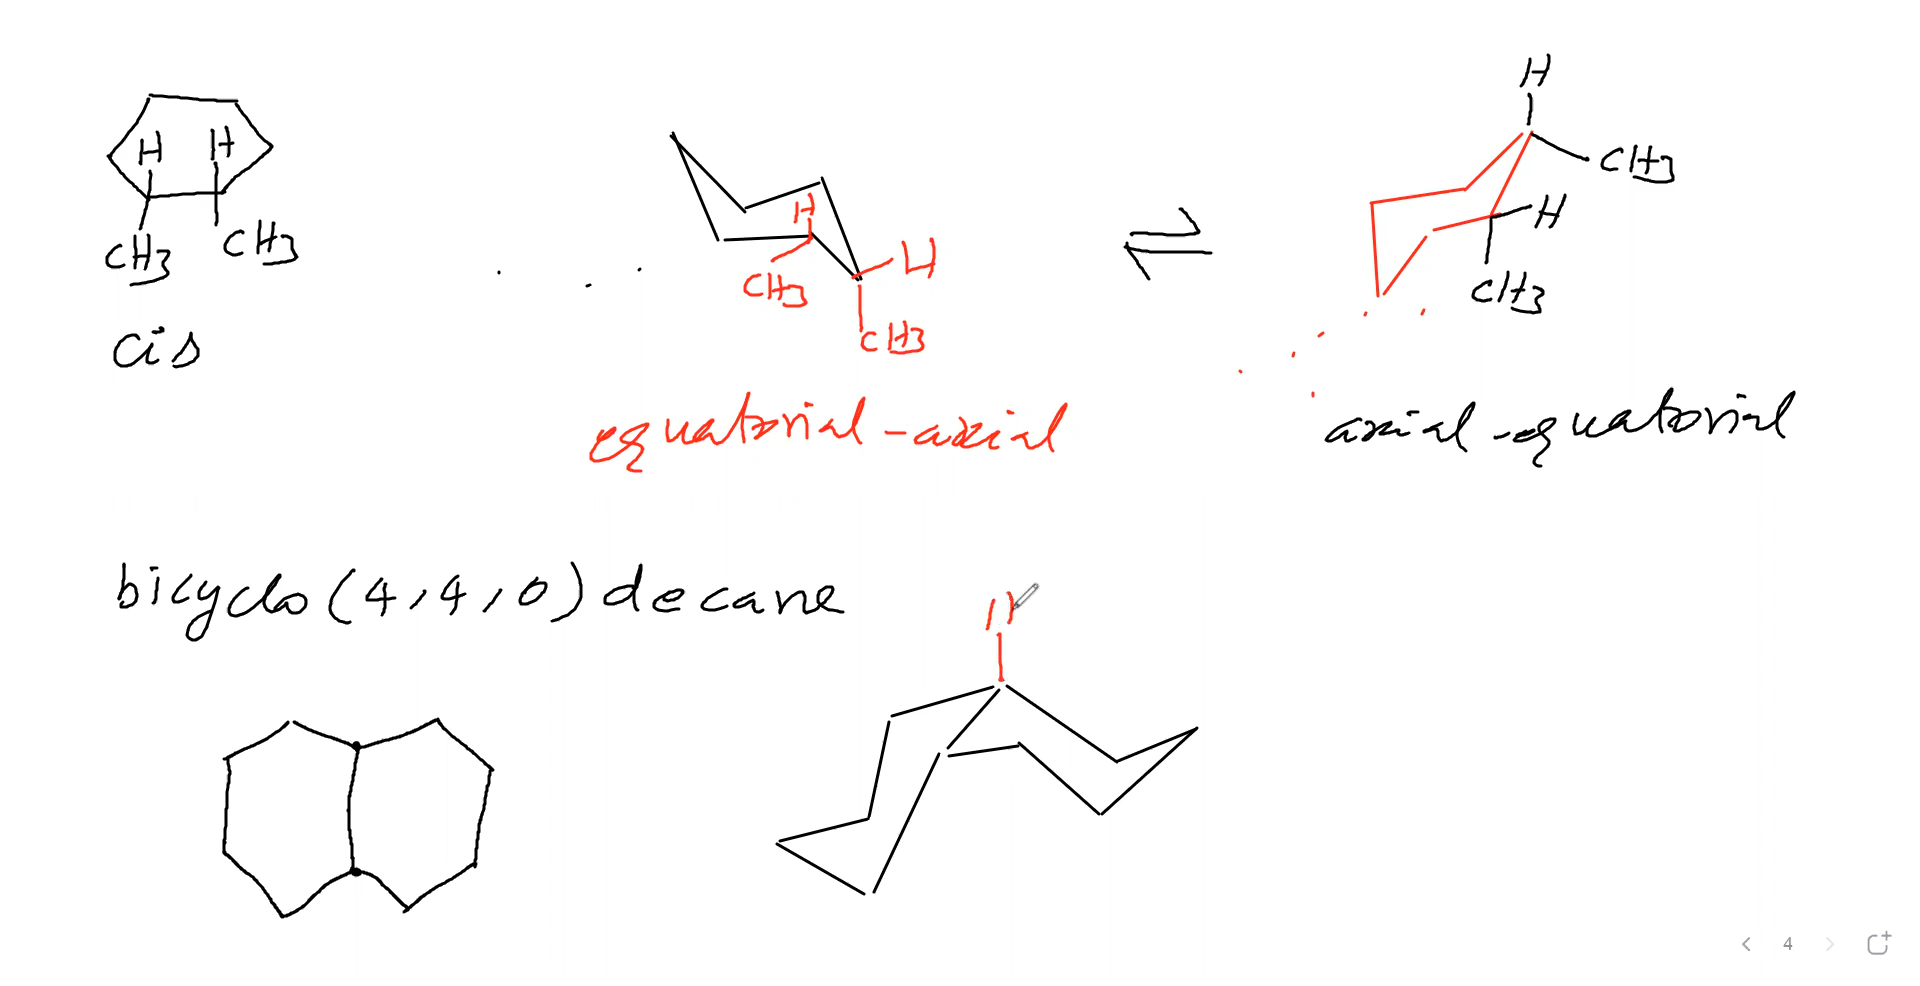 H
H H
CH3 CH3
H
H
CH3
CH3
H
CH3
H
CH3
cis
equatorial-axial
axial-equatorial
bicyclo(4,4,0)decane
4